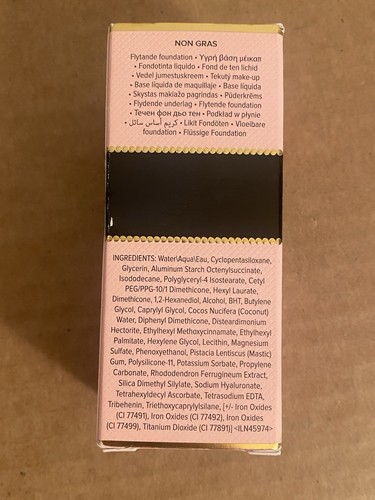 NON GRAS
Flytande foundation • Υγρή βάση μέικαπ
• Fondotinta liquido • Fond de ten lichid
• Vedel jumestuskreem • Tekutý make-up
• Base líquida de maquillaje • Base líquida
• Skystas makiažo pagrindas • Púderkréms
• Flydende underlag • Flytende foundation
• Течен фон дьо тен • Podkład w płynie
• كريم أساس سائل • Likit Fondöten • Vloeibare
foundation • Flüssige Foundation
INGREDIENTS: Water\Aqua\Eau, Cyclopentasiloxane,
Glycerin, Aluminum Starch Octenylsuccinate,
Isododecane, Polyglyceryl-4 Isostearate, Cetyl
PEG/PPG-10/1 Dimethicone, Hexyl Laurate,
Dimethicone, 1,2-Hexanediol, Alcohol, BHT, Butylene
Glycol, Caprylyl Glycol, Cocos Nucifera (Coconut)
Water, Diphenyl Dimethicone, Disteardimonium
Hectorite, Ethylhexyl Methoxycinnamate, Ethylhexyl
Palmitate, Hexylene Glycol, Lecithin, Magnesium
Sulfate, Phenoxyethanol, Pistacia Lentiscus (Mastic)
Gum, Polysilicone-11, Potassium Sorbate, Propylene
Carbonate, Rhododendron Ferrugineum Extract,
Silica Dimethyl Silylate, Sodium Hyaluronate,
Tetrahexyldecyl Ascorbate, Tetrasodium EDTA,
Tribehenin, Triethoxycaprylylsilane, [+/- Iron Oxides
(CI 77491), Iron Oxides (CI 77492), Iron Oxides
(CI 77499), Titanium Dioxide (CI 77891)] <ILN45974>